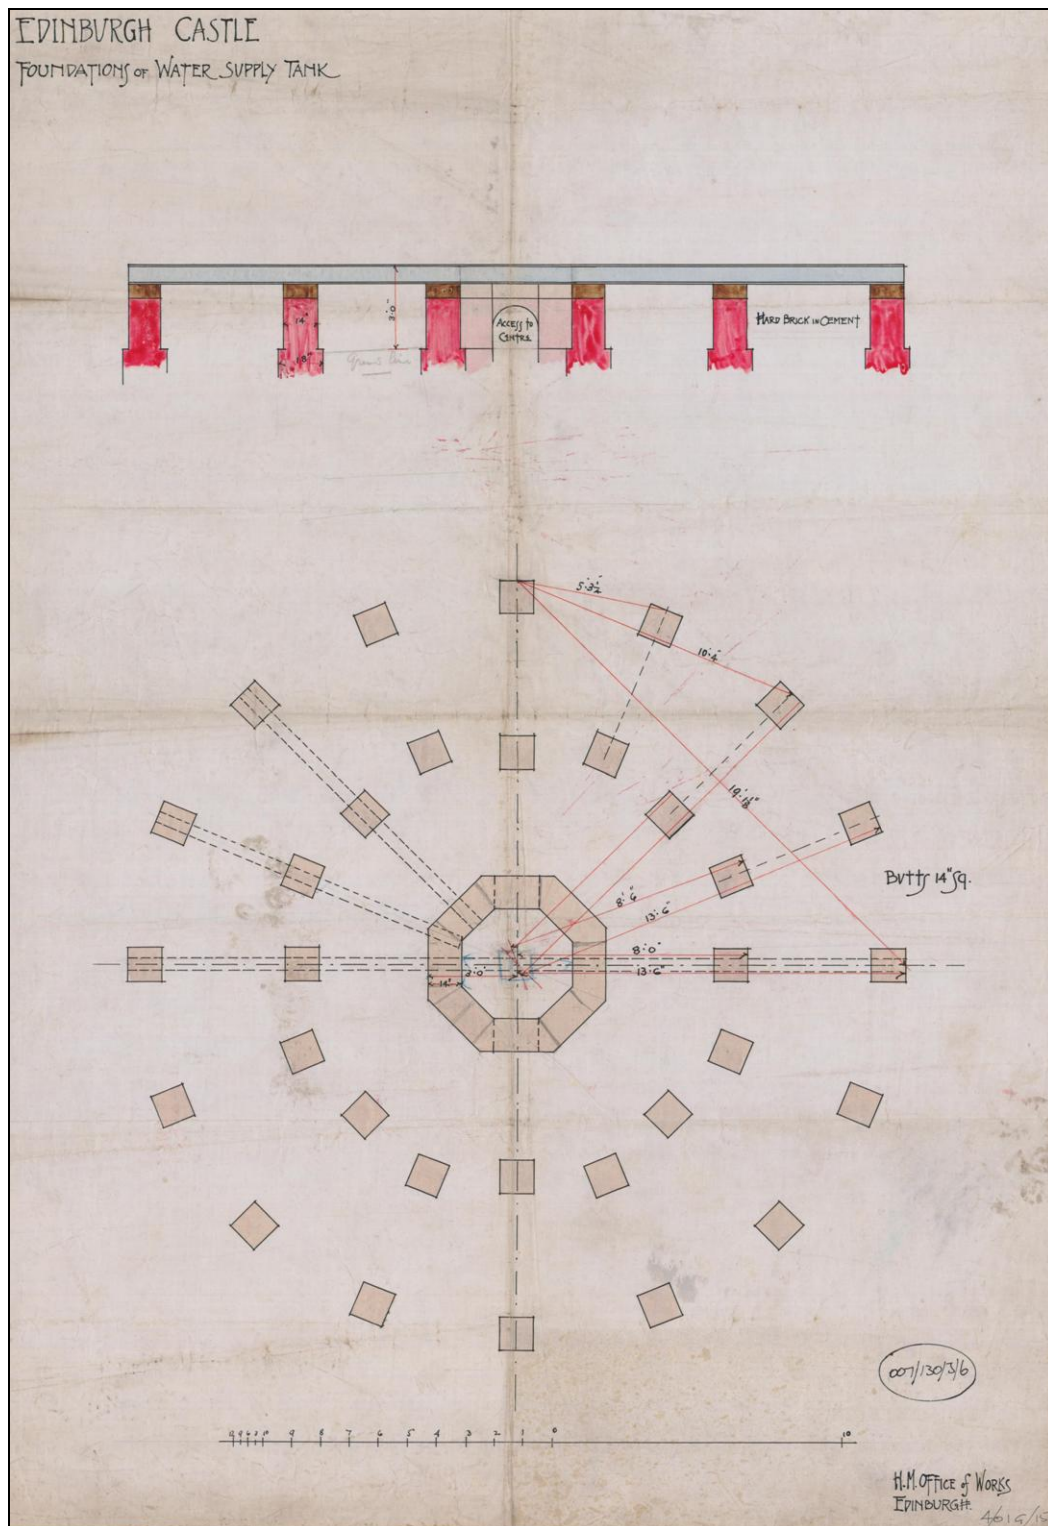 EDINBURGH CASTLE
FOUNDATIONS OF WATER SUPPLY TANK
3'.0"
14"
18"
ACCESS TO
CENTRE
HARD BRICK IN CEMENT
5'.3½"
10'.4"
19'.1½"
BUTTS 14" SQ.
8'.6"
13'.6"
8'.0"
13'.6"
3'.0"
14"
007/130/3/6
10 9 8 7 6 5 4 3 2 1 0 10
H.M. OFFICE of WORKS
EDINBURGH.